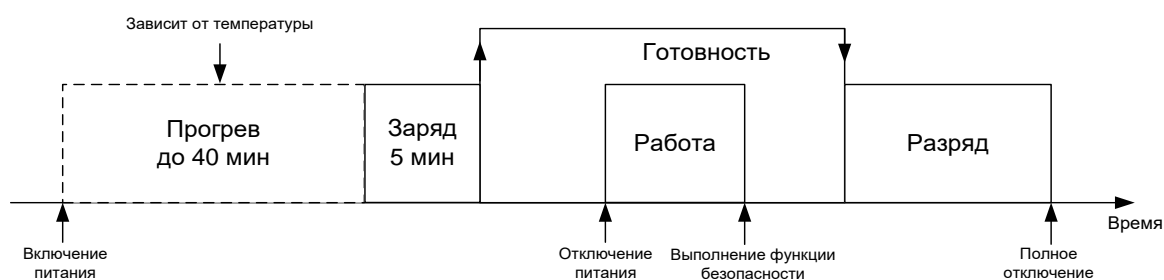 Зависит от температуры
Готовность
Прогрев
до 40 мин
Заряд
5 мин
Работа
Разряд
Время
Включение
питания
Отключение
питания
Выполнение функции
безопасности
Полное
отключение